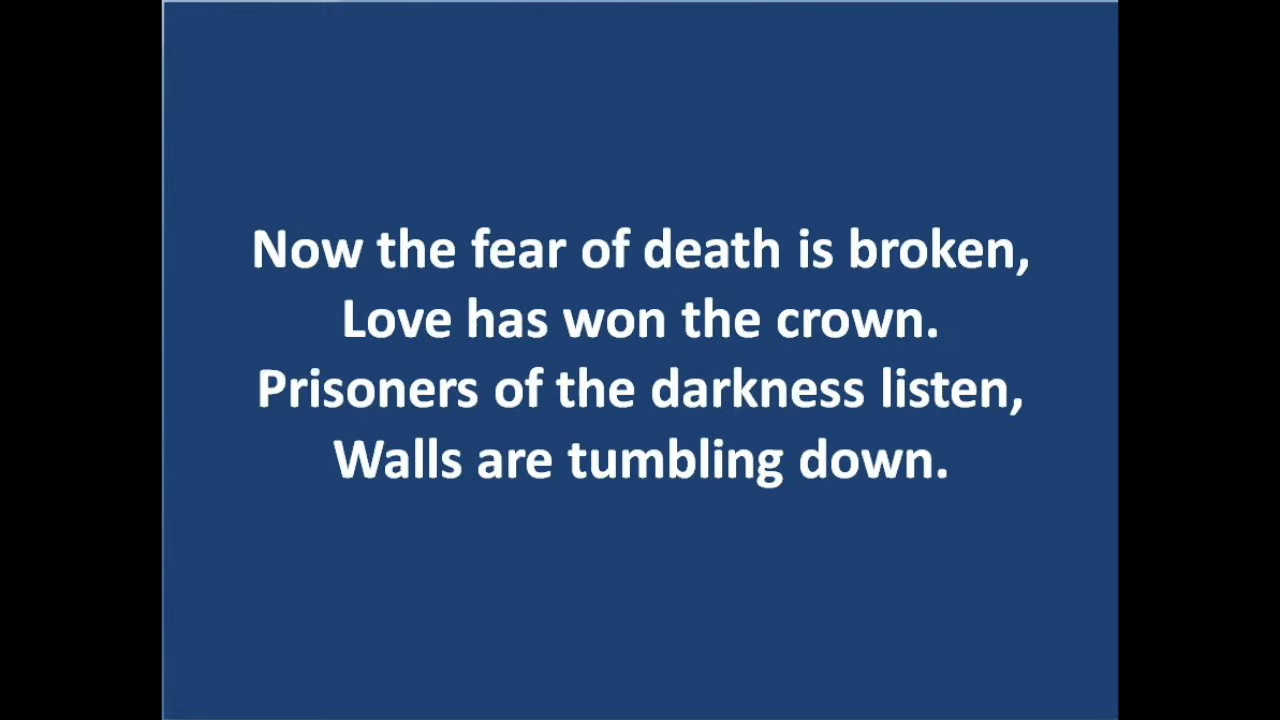 Now the fear of death is broken,
Love has won the crown.
Prisoners of the darkness listen,
Walls are tumbling down.